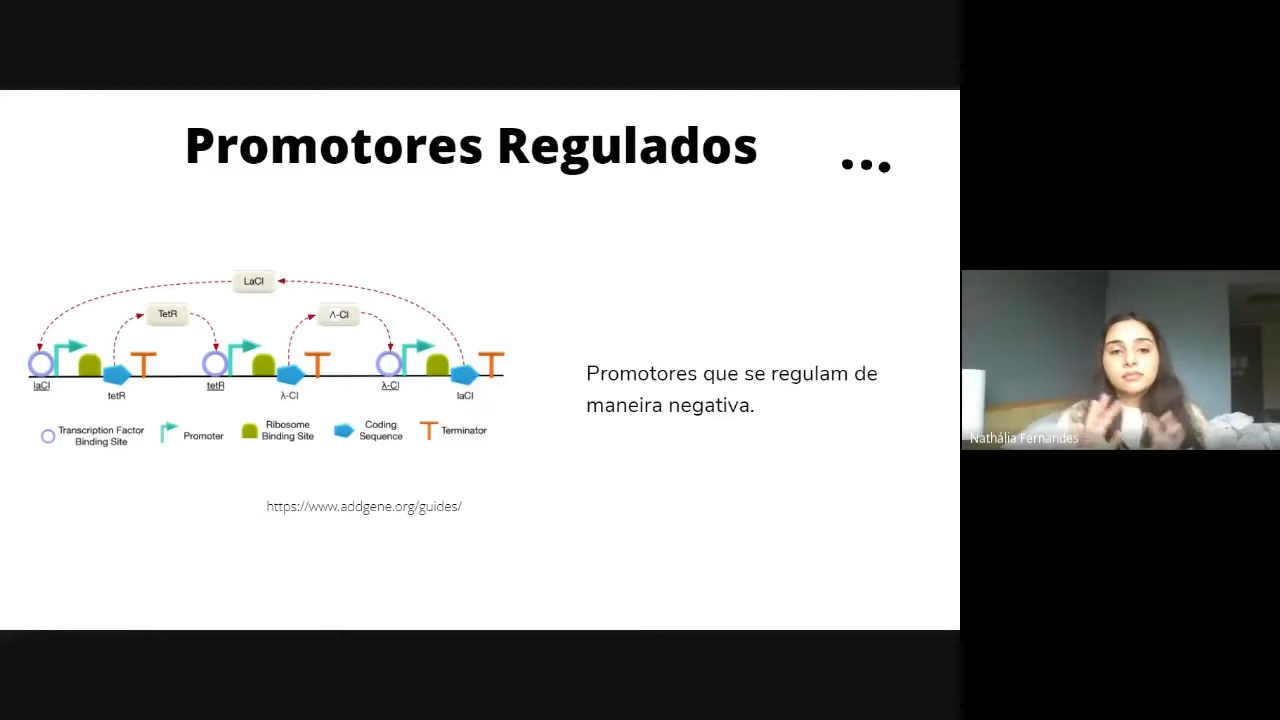 Promotores Regulados
...
LaCI
TetR
Λ-CI
lacI
tetR
tetR
λ-CI
λ-CI
lacI
Transcription Factor
Binding Site
Promoter
Ribosome
Binding Site
Coding
Sequence
Terminator
Promotores que se regulam de
maneira negativa.
https://www.addgene.org/guides/
Nathália Fernandes